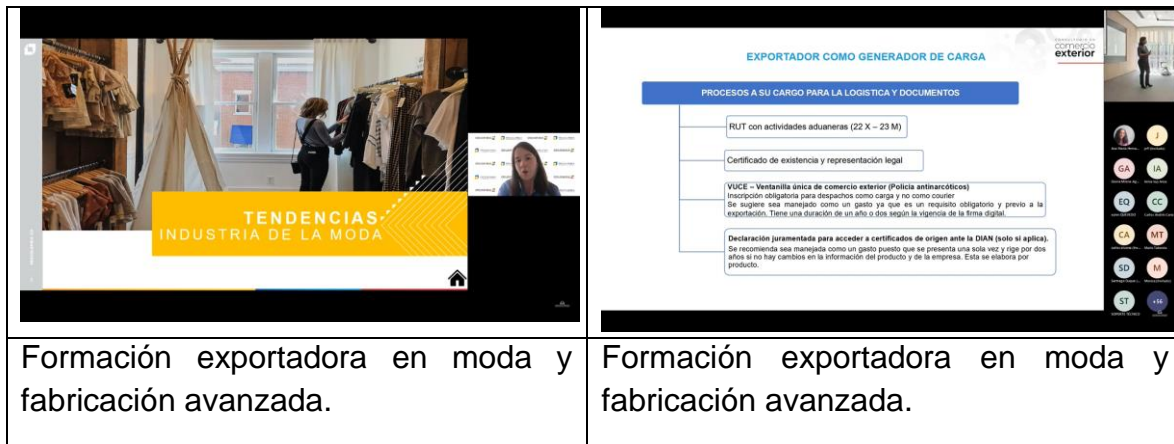 TENDENCIAS
INDUSTRIA DE LA MODA
comercio
exterior
EXPORTADOR COMO GENERADOR DE CARGA
PROCESOS A SU CARGO PARA LA LOGISTICA Y DOCUMENTOS
RUT con actividades aduaneras (22 X – 23 M)
Certificado de existencia y representación legal
VUCE – Ventanilla única de comercio exterior (Policía antinarcóticos)
Inscripción obligatoria para despachos como carga y no como courier
Se sugiere sea manejado como un gasto ya que es un requisito obligatorio y previo a la
exportación. Tiene una duración de un año o dos según la vigencia de la firma digital.
Declaración juramentada para acceder a certificados de origen ante la DIAN (solo si aplica).
Se recomienda sea manejada como un gasto puesto que se presenta una sola vez y rige por dos
años si no hay cambios en la información del producto y de la empresa. Esta se elabora por
producto.
J
GA IA
EQ CC
CA MT
SD M
ST +56
Formación exportadora en moda y
fabricación avanzada.
Formación exportadora en moda y
fabricación avanzada.